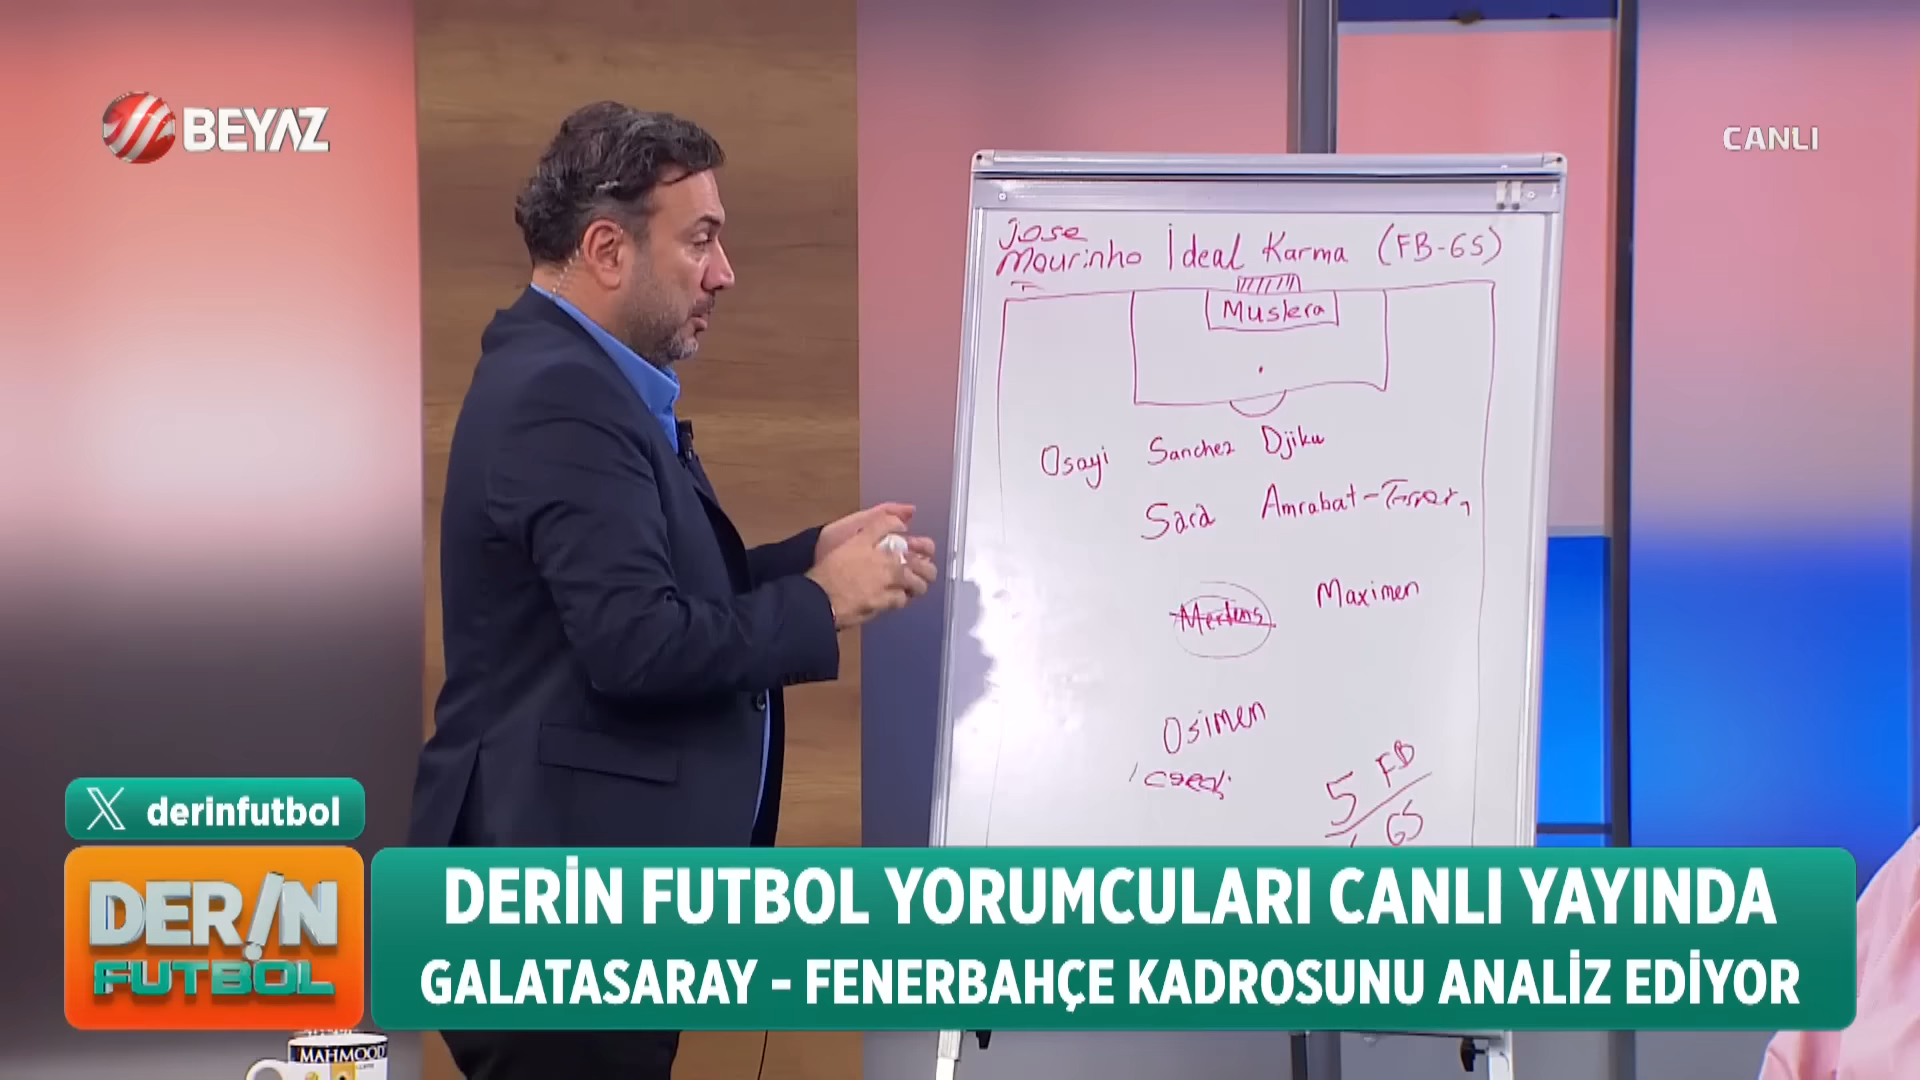 BEYAZ
CANLI
jose
Mourinho İdeal Karma (FB-GS)
Muslera
Osayi Sanchez Djiku
Sara Amrabat-
Mertens Maximen
Osimen
5 FB
GS
X derinfutbol
DERİN
FUTBOL
DERİN FUTBOL YORUMCULARI CANLI YAYINDA
GALATASARAY - FENERBAHÇE KADROSUNU ANALİZ EDİYOR
MAHMOOD